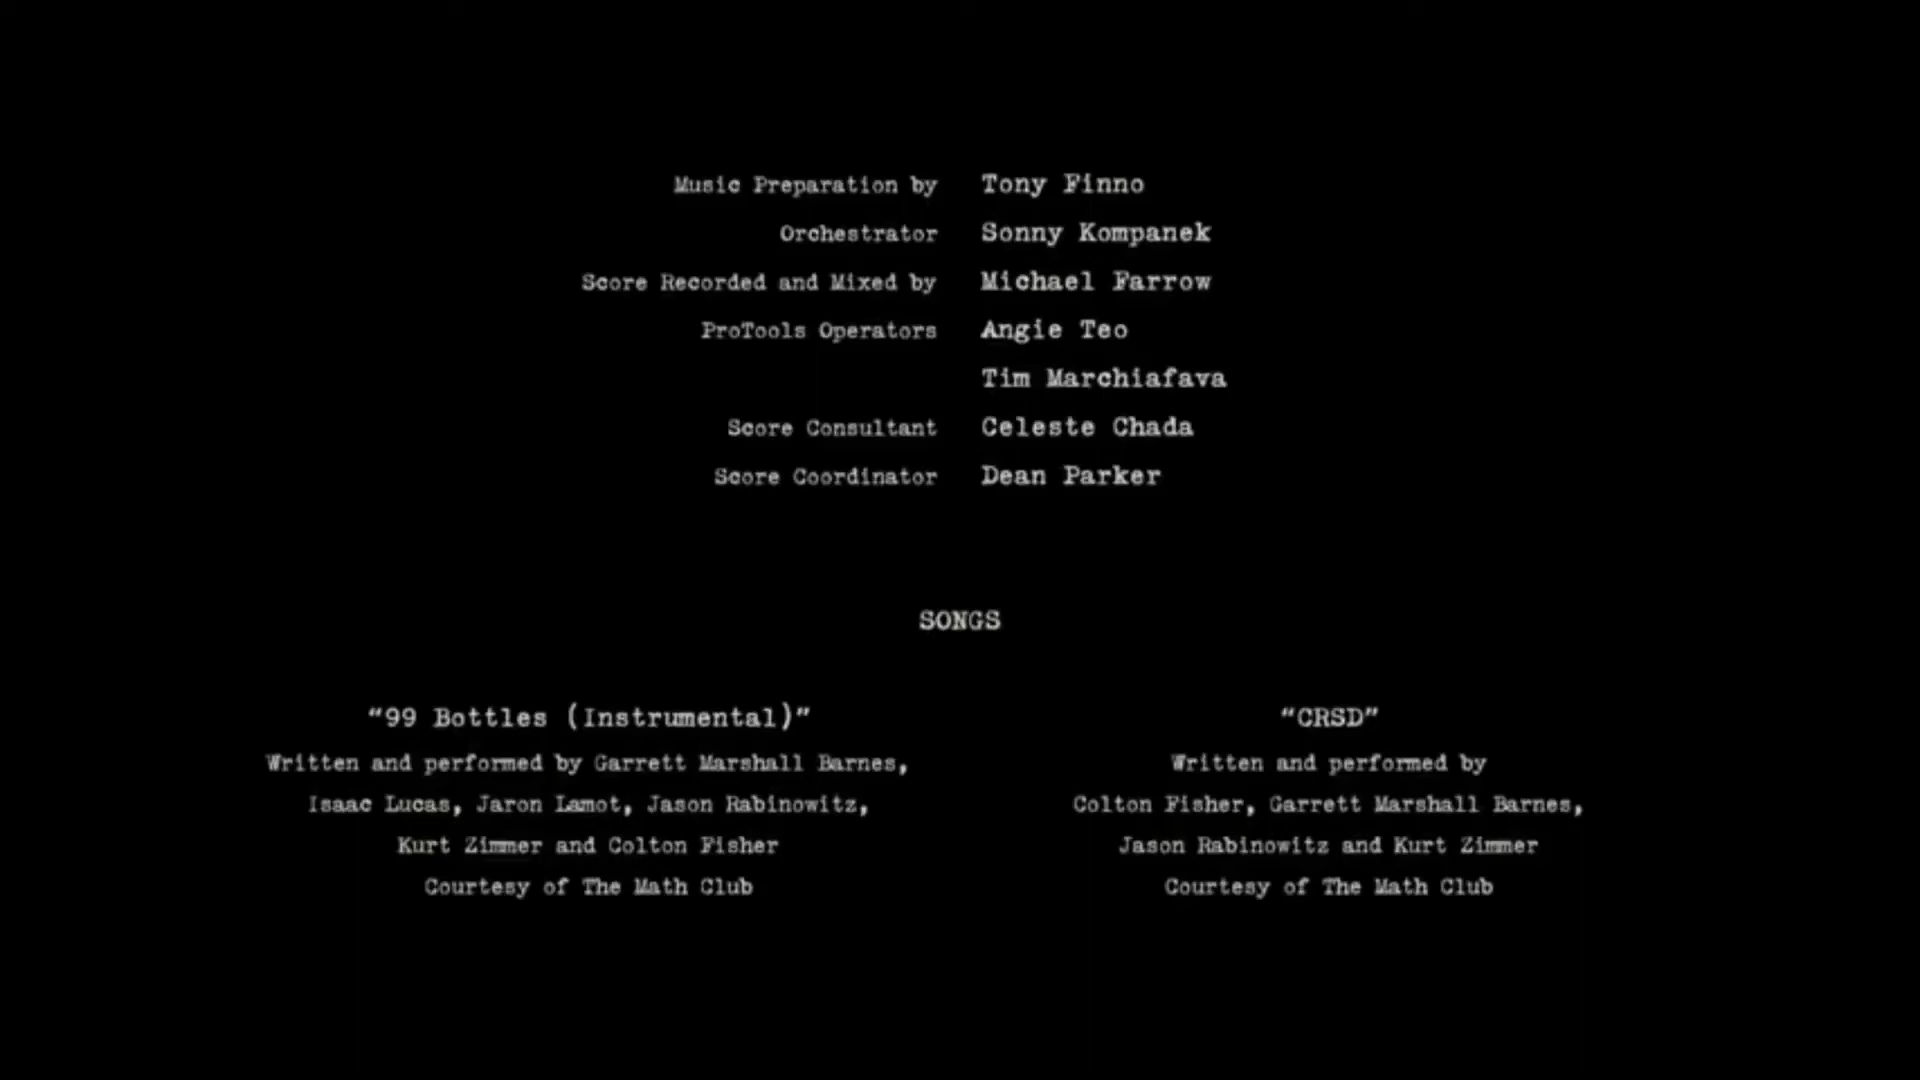 Music Preparation by Tony Finno
Orchestrator Sonny Kompanek
Score Recorded and Mixed by Michael Farrow
ProTools Operators Angie Teo
Tim Marchiafava
Score Consultant Celeste Chada
Score Coordinator Dean Parker
SONGS
“99 Bottles (Instrumental)”
Written and performed by Garrett Marshall Barnes,
Isaac Lucas, Jaron Lamot, Jason Rabinowitz,
Kurt Zimmer and Colton Fisher
Courtesy of The Math Club
“CRSD”
Written and performed by
Colton Fisher, Garrett Marshall Barnes,
Jason Rabinowitz and Kurt Zimmer
Courtesy of The Math Club